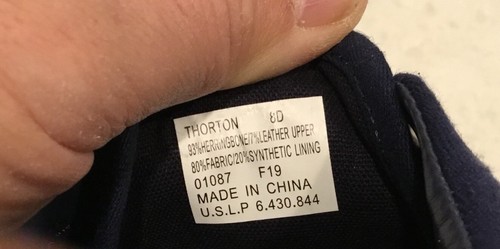 THORTON 8D
93%HERRINGBONE/7%LEATHER UPPER
80%FABRIC/20%SYNTHETIC LINING
01087 F19
MADE IN CHINA
U.S.L.P 6.430.844